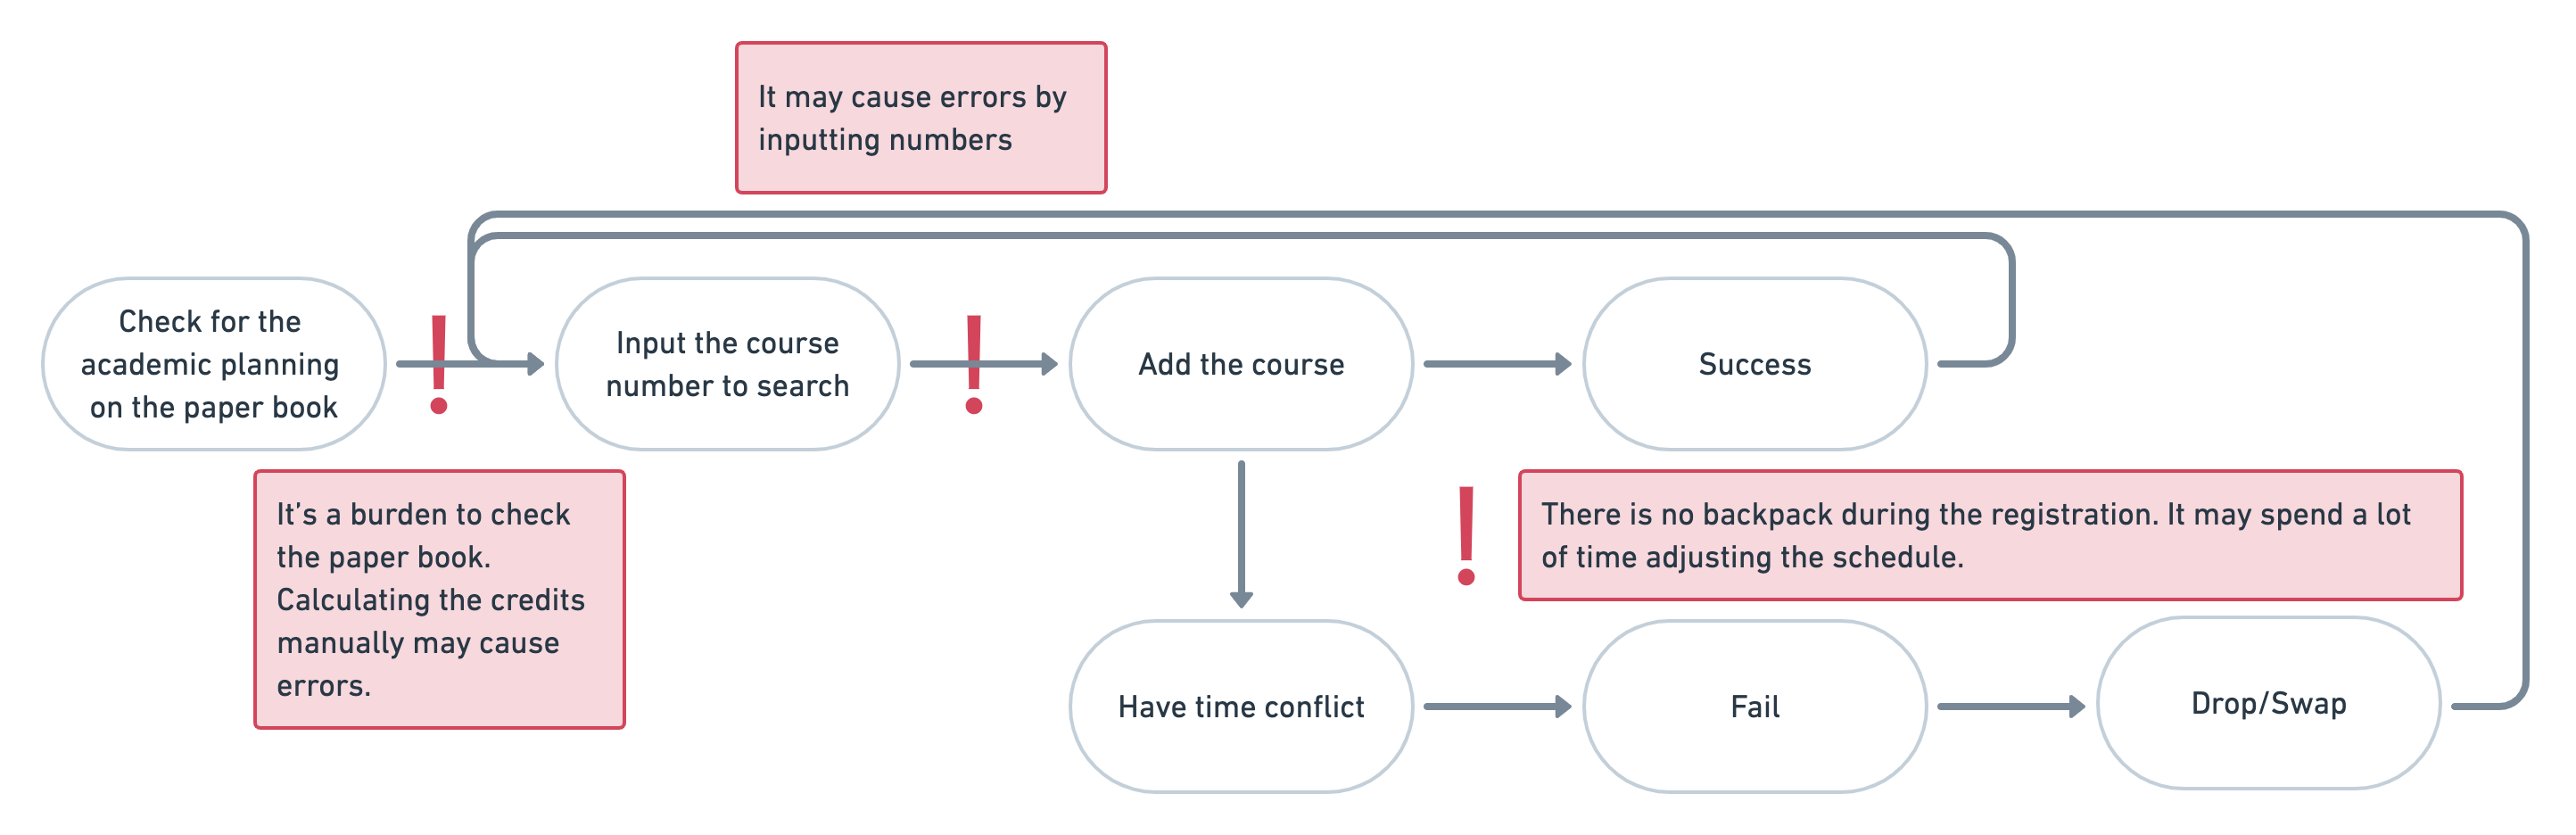 It may cause errors by
inputting numbers
Check for the
academic planning
on the paper book
!
Input the course
number to search
!
Add the course
Success
It’s a burden to check
the paper book.
Calculating the credits
manually may cause
errors.
!
There is no backpack during the registration. It may spend a lot
of time adjusting the schedule.
Have time conflict
Fail
Drop/Swap